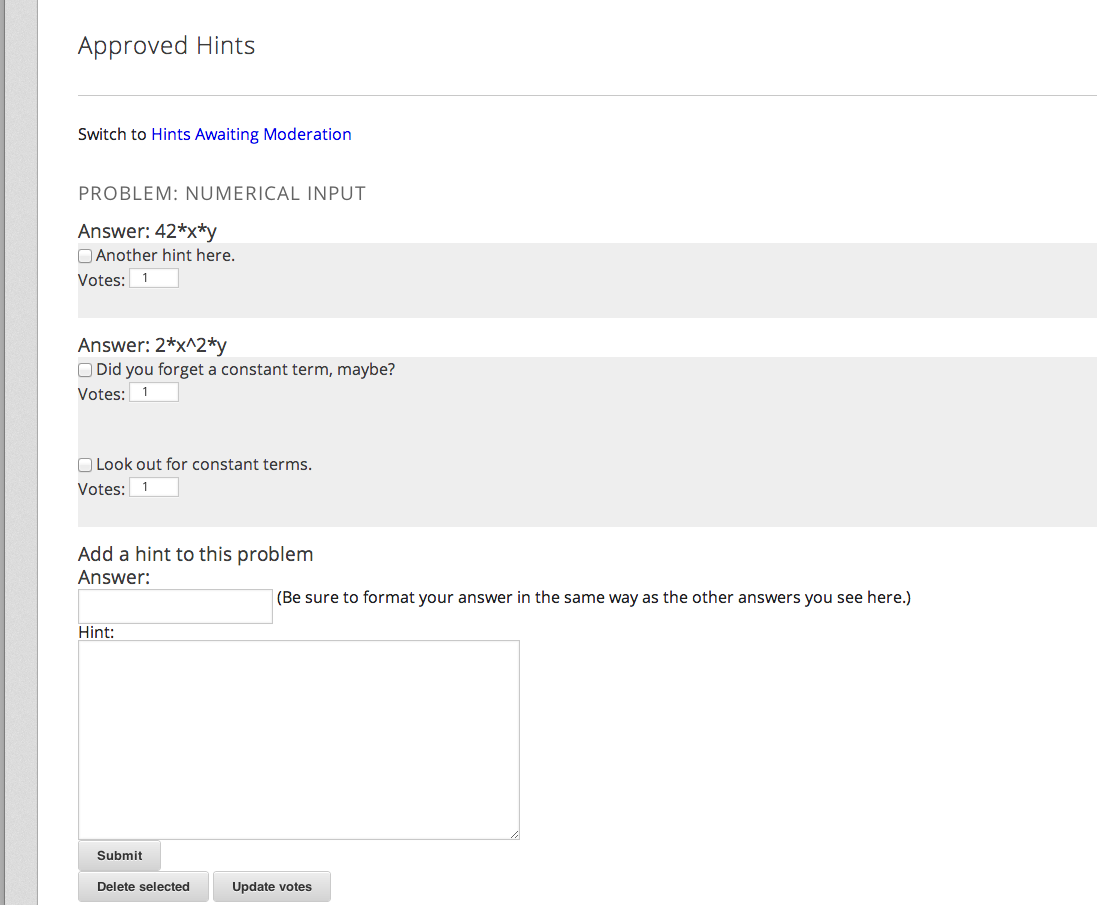 Approved Hints
Switch to Hints Awaiting Moderation
PROBLEM: NUMERICAL INPUT
Answer: 42*x*y
Another hint here.
Votes: 1
Answer: 2*x^2*y
Did you forget a constant term, maybe?
Votes: 1
Look out for constant terms.
Votes: 1
Add a hint to this problem
Answer:
(Be sure to format your answer in the same way as the other answers you see here.)
Hint:
Submit
Delete selected Update votes